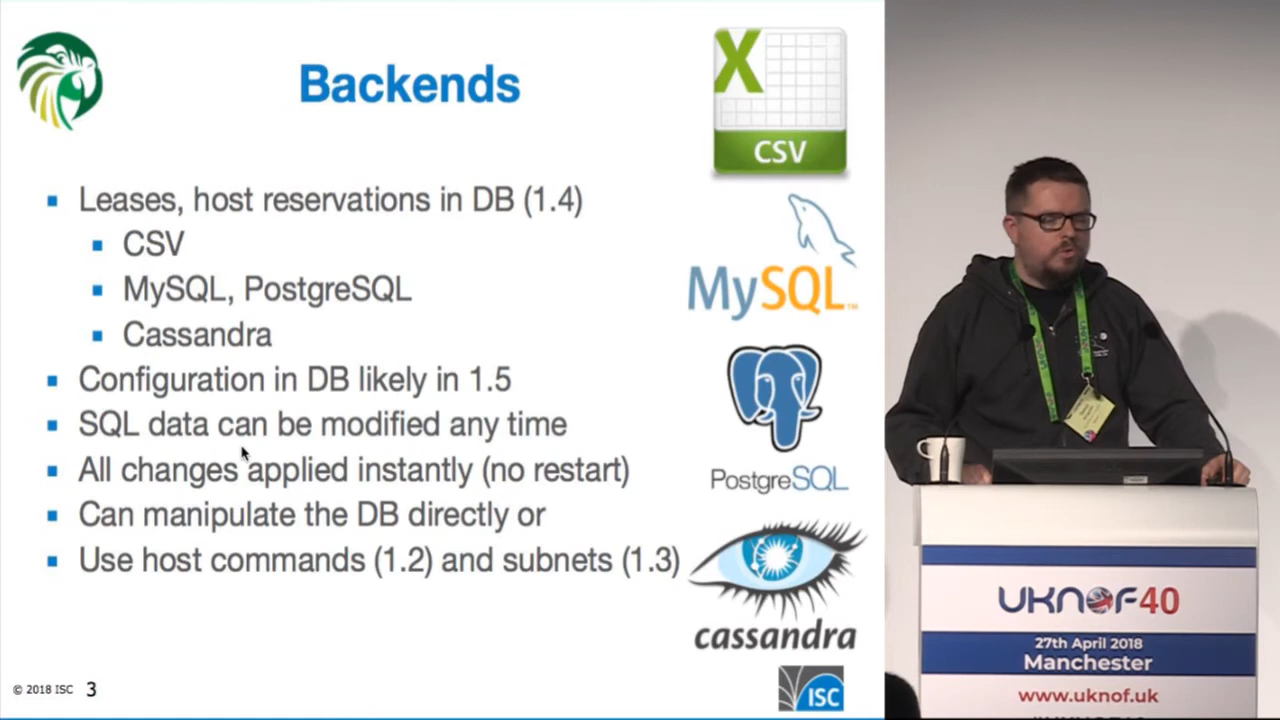 Backends
Leases, host reservations in DB (1.4)
CSV
MySQL, PostgreSQL
Cassandra
Configuration in DB likely in 1.5
SQL data can be modified any time
All changes applied instantly (no restart)
Can manipulate the DB directly or
Use host commands (1.2) and subnets (1.3)
© 2018 ISC 3
X
CSV
MySQL™
PostgreSQL
cassandra
ISC
UKNOF
UKNOF40
27th April 2018
Manchester
www.uknof.uk